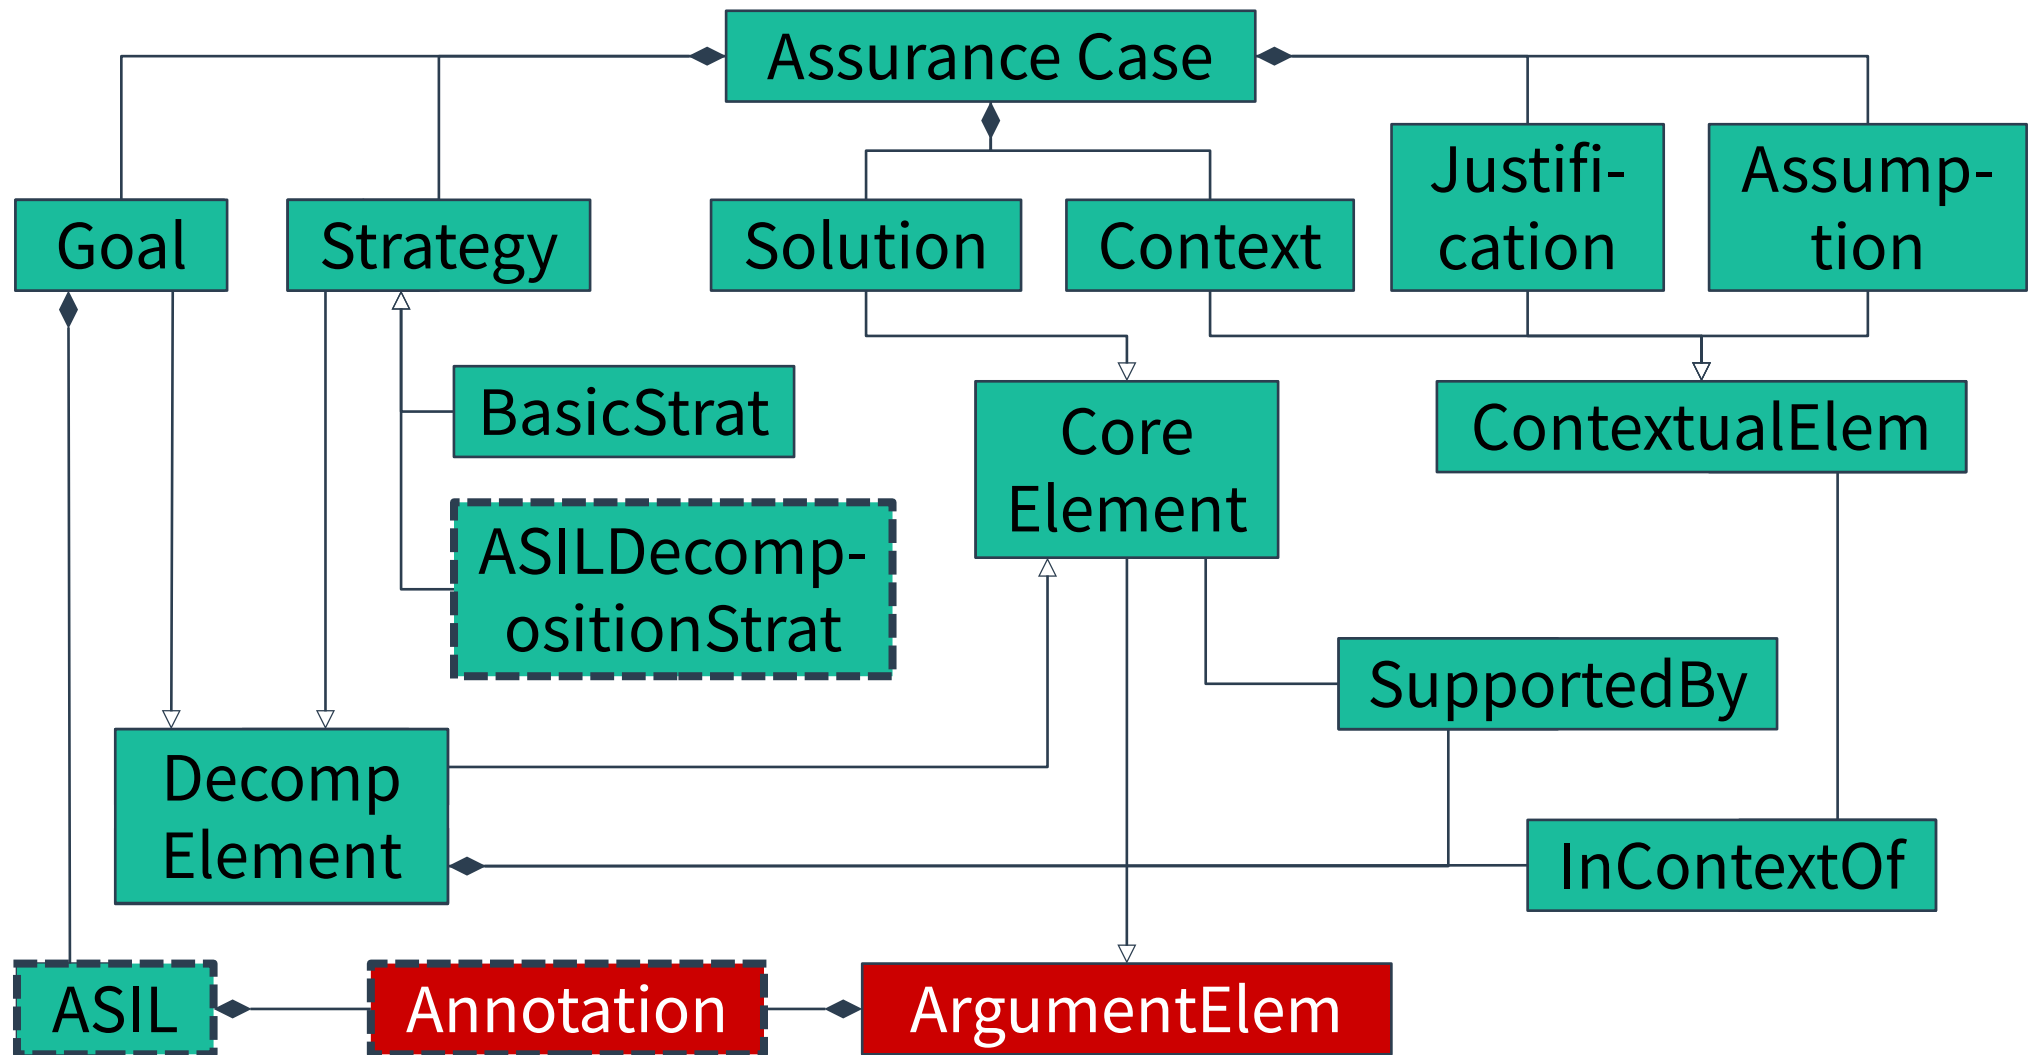 Assurance Case
Justifi-
cation
Assump-
tion
Goal
Strategy
Solution
Context
BasicStrat
Core
Element
ContextualElem
ASILDecomp-
ositionStrat
SupportedBy
Decomp
Element
InContextOf
ASIL
Annotation
ArgumentElem